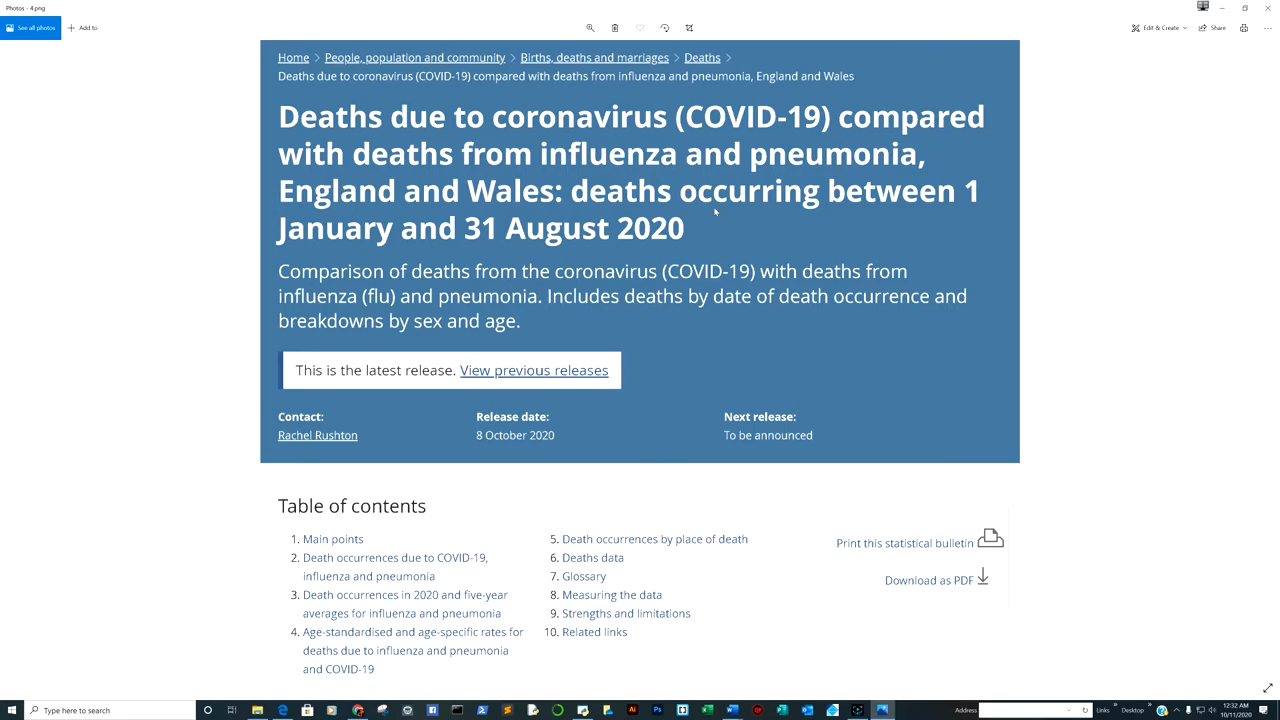 Photos - 4.png
See all photos
Add to
Edit & Create
Share
Home > People, population and community > Births, deaths and marriages > Deaths >
Deaths due to coronavirus (COVID-19) compared with deaths from influenza and pneumonia, England and Wales
Deaths due to coronavirus (COVID-19) compared
with deaths from influenza and pneumonia,
England and Wales: deaths occurring between 1
January and 31 August 2020
Comparison of deaths from the coronavirus (COVID-19) with deaths from
influenza (flu) and pneumonia. Includes deaths by date of death occurrence and
breakdowns by sex and age.
This is the latest release. View previous releases
Contact:
Rachel Rushton
Release date:
8 October 2020
Next release:
To be announced
Table of contents
1. Main points
2. Death occurrences due to COVID-19,
influenza and pneumonia
3. Death occurrences in 2020 and five-year
averages for influenza and pneumonia
4. Age-standardised and age-specific rates for
deaths due to influenza and pneumonia
and COVID-19
5. Death occurrences by place of death
6. Deaths data
7. Glossary
8. Measuring the data
9. Strengths and limitations
10. Related links
Print this statistical bulletin
Download as PDF
Type here to search
Address
Links
Desktop
12:32 AM
10/11/2020